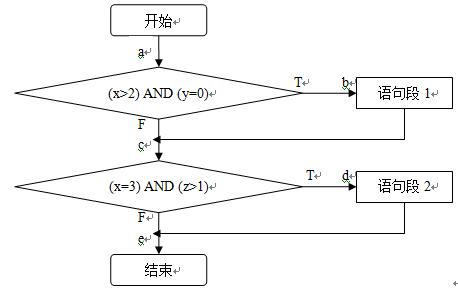 开始
a
(x>2) AND (y=0)
T
b
语句段 1
F
c
(x=3) AND (z>1)
T
d
语句段 2
F
e
结束